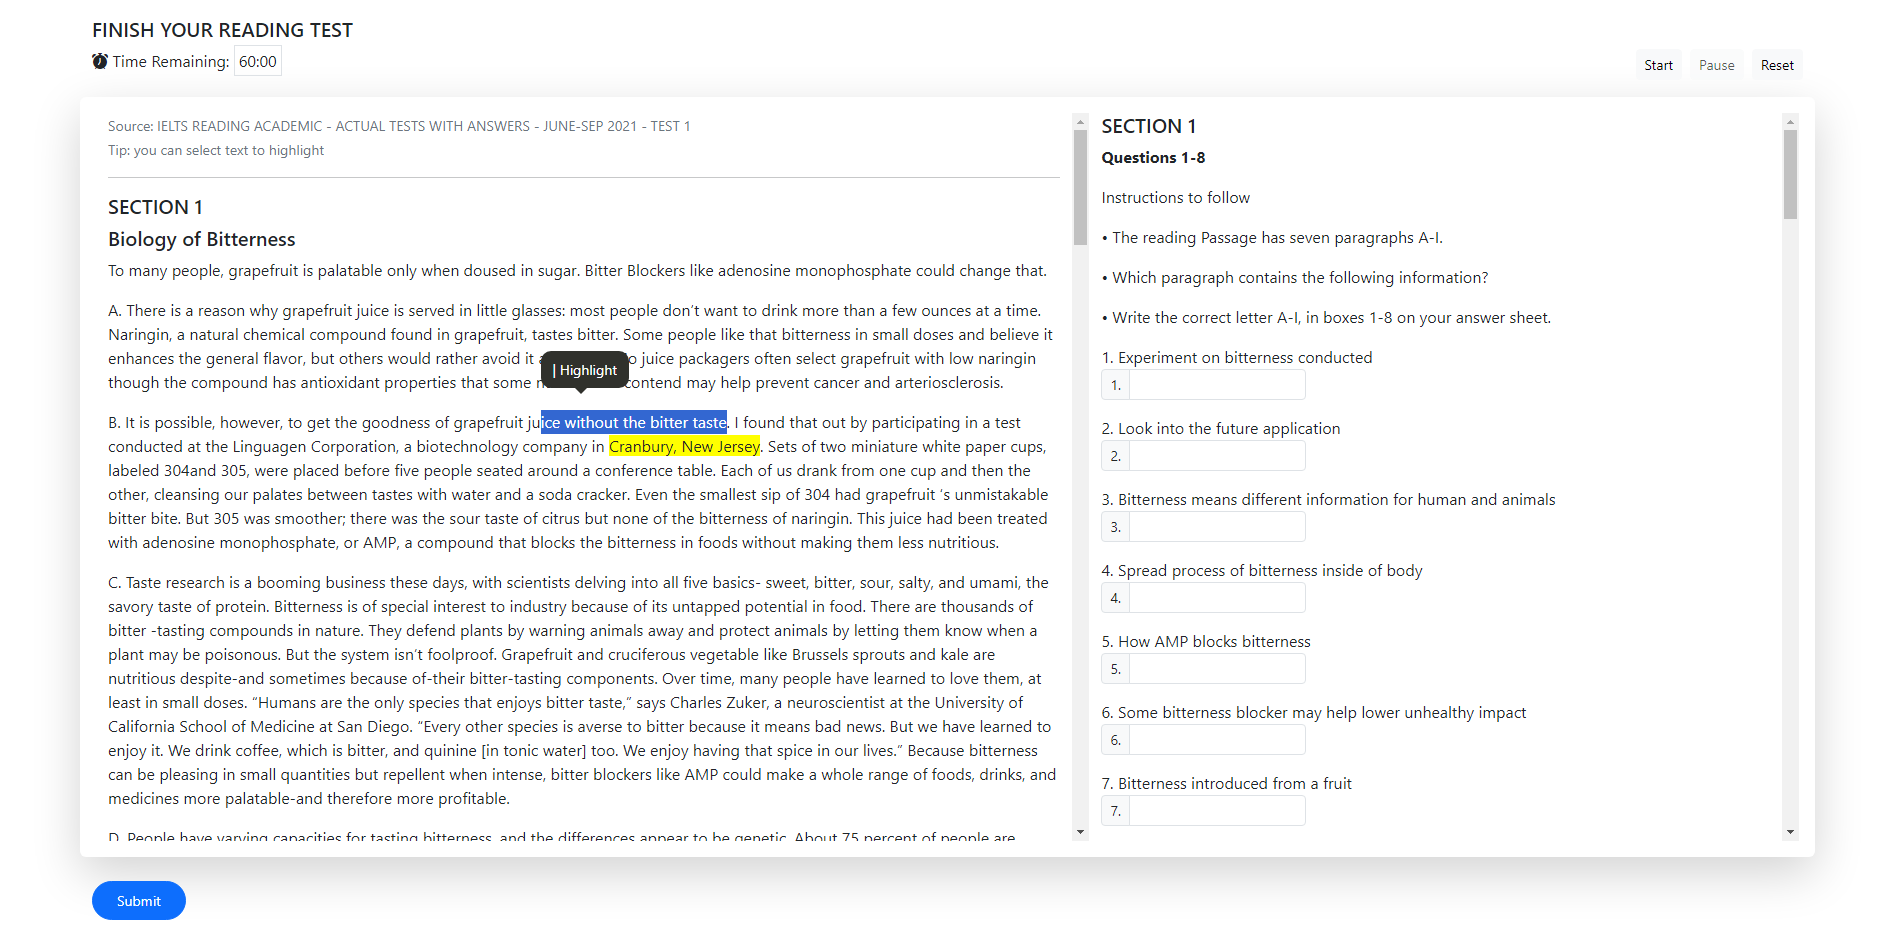 FINISH YOUR READING TEST
Time Remaining: 60:00
Start Pause Reset
Source: IELTS READING ACADEMIC - ACTUAL TESTS WITH ANSWERS - JUNE-SEP 2021 - TEST 1
Tip: you can select text to highlight
SECTION 1
Biology of Bitterness
To many people, grapefruit is palatable only when doused in sugar. Bitter Blockers like adenosine monophosphate could change that.
A. There is a reason why grapefruit juice is served in little glasses: most people don’t want to drink more than a few ounces at a time.
Naringin, a natural chemical compound found in grapefruit, tastes bitter. Some people like that bitterness in small doses and believe it
enhances the general flavor, but others would rather avoid it juice packagers often select grapefruit with low naringin
though the compound has antioxidant properties that some contend may help prevent cancer and arteriosclerosis.
| Highlight
B. It is possible, however, to get the goodness of grapefruit juice without the bitter taste. I found that out by participating in a test
conducted at the Linguagen Corporation, a biotechnology company in Cranbury, New Jersey. Sets of two miniature white paper cups,
labeled 304and 305, were placed before five people seated around a conference table. Each of us drank from one cup and then the
other, cleansing our palates between tastes with water and a soda cracker. Even the smallest sip of 304 had grapefruit ‘s unmistakable
bitter bite. But 305 was smoother; there was the sour taste of citrus but none of the bitterness of naringin. This juice had been treated
with adenosine monophosphate, or AMP, a compound that blocks the bitterness in foods without making them less nutritious.
C. Taste research is a booming business these days, with scientists delving into all five basics- sweet, bitter, sour, salty, and umami, the
savory taste of protein. Bitterness is of special interest to industry because of its untapped potential in food. There are thousands of
bitter -tasting compounds in nature. They defend plants by warning animals away and protect animals by letting them know when a
plant may be poisonous. But the system isn’t foolproof. Grapefruit and cruciferous vegetable like Brussels sprouts and kale are
nutritious despite-and sometimes because of-their bitter-tasting components. Over time, many people have learned to love them, at
least in small doses. “Humans are the only species that enjoys bitter taste,” says Charles Zuker, a neuroscientist at the University of
California School of Medicine at San Diego. “Every other species is averse to bitter because it means bad news. But we have learned to
enjoy it. We drink coffee, which is bitter, and quinine [in tonic water] too. We enjoy having that spice in our lives.” Because bitterness
can be pleasing in small quantities but repellent when intense, bitter blockers like AMP could make a whole range of foods, drinks, and
medicines more palatable-and therefore more profitable.
D. People have varying capacities for tasting bitterness, and the differences appear to be genetic. About 75 percent of people are
SECTION 1
Questions 1-8
Instructions to follow
• The reading Passage has seven paragraphs A-I.
• Which paragraph contains the following information?
• Write the correct letter A-I, in boxes 1-8 on your answer sheet.
1. Experiment on bitterness conducted
1.
2. Look into the future application
2.
3. Bitterness means different information for human and animals
3.
4. Spread process of bitterness inside of body
4.
5. How AMP blocks bitterness
5.
6. Some bitterness blocker may help lower unhealthy impact
6.
7. Bitterness introduced from a fruit
7.
Submit